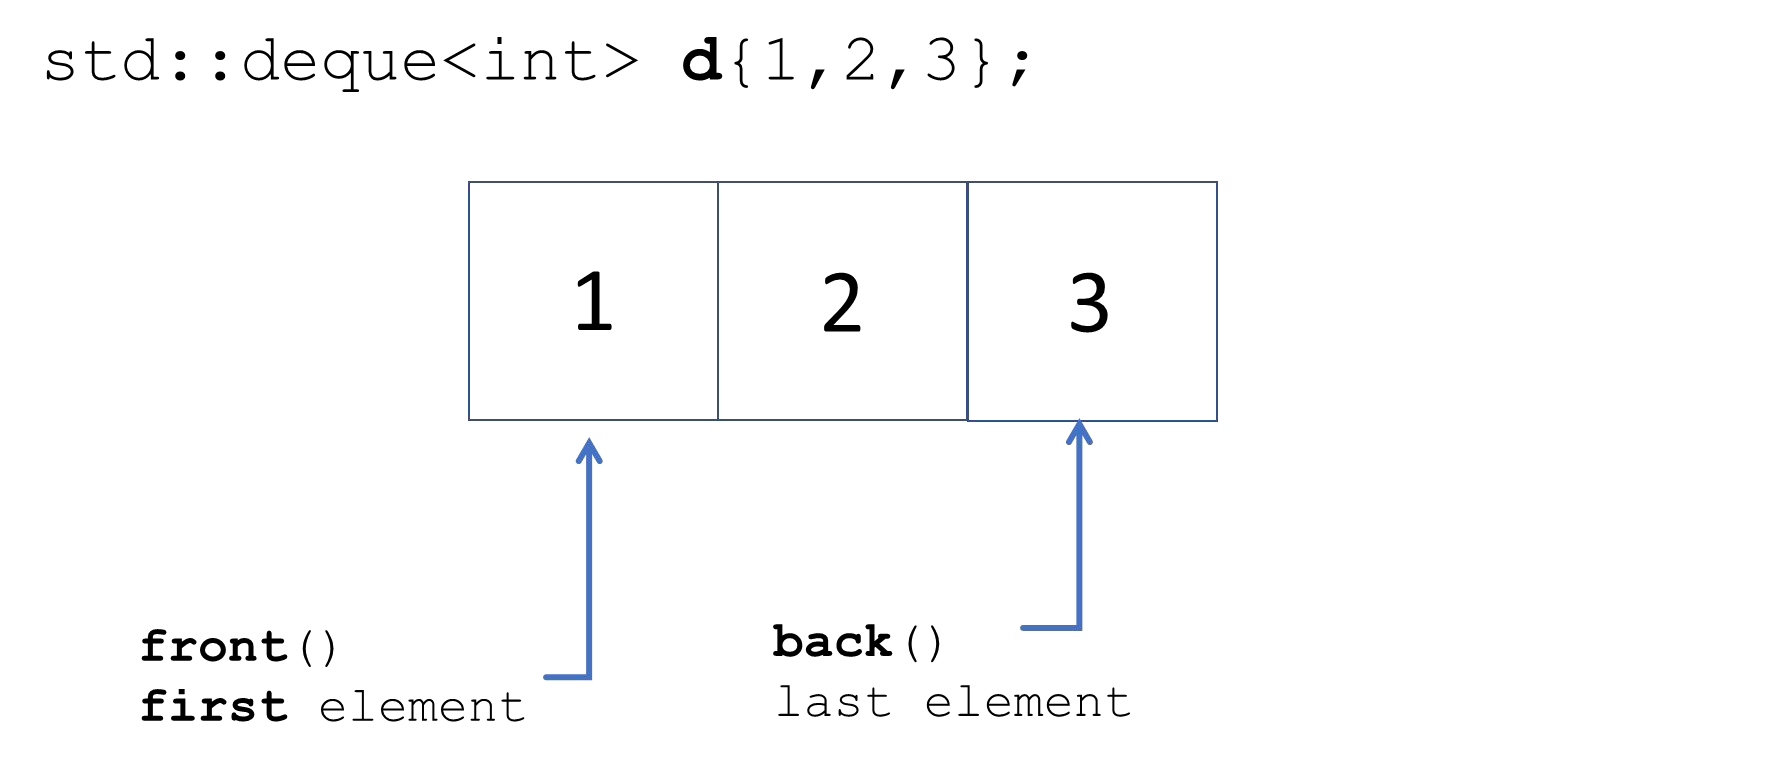 std::deque<int> d{1,2,3};
1 2 3
front()
first element
back()
last element